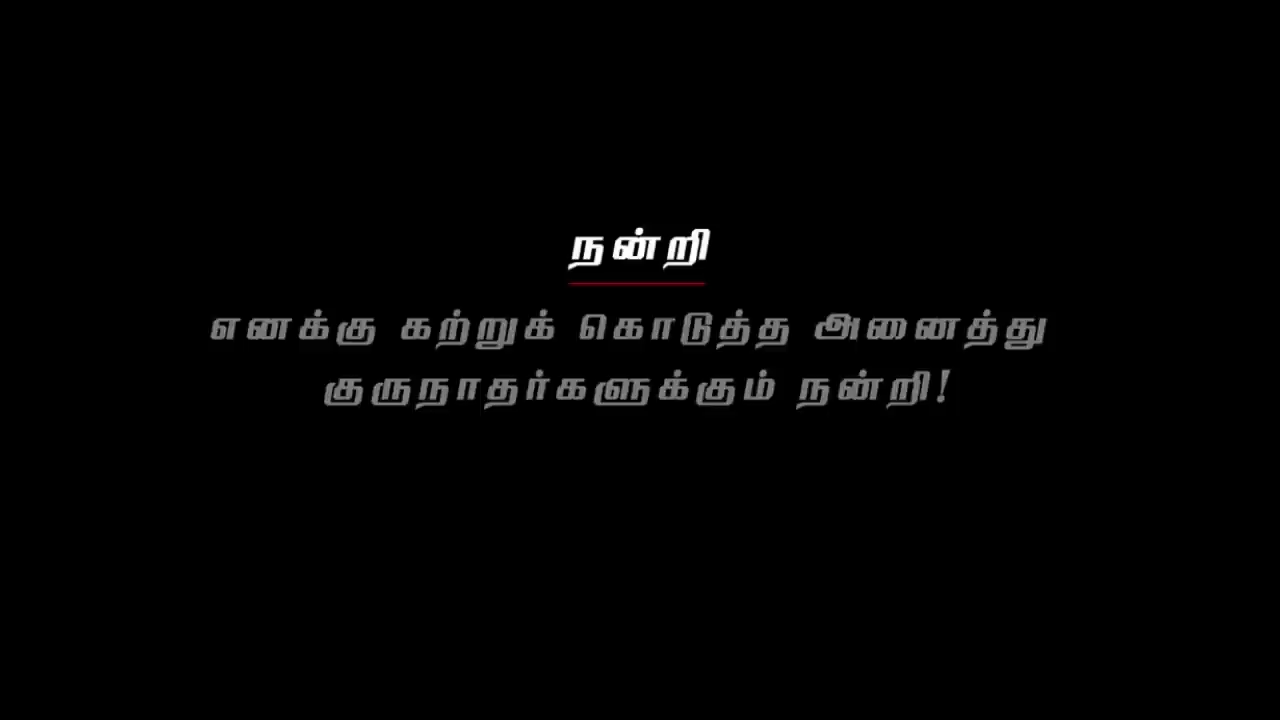 நன்றி
எனக்கு கற்றுக் கொடுத்த அனைத்து
குருநாதர்களுக்கும் நன்றி!